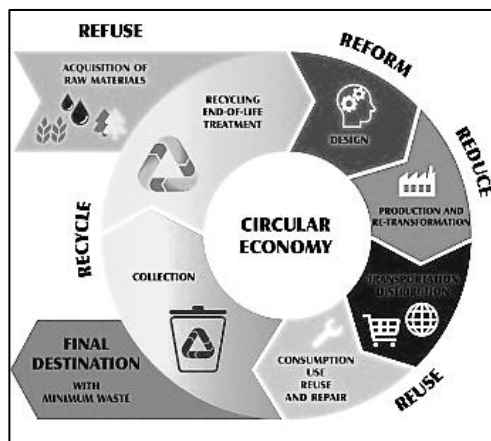 REFUSE
ACQUISITION OF
RAW MATERIALS
RECYCLING
END-OF-LIFE
TREATMENT
REFORM
DESIGN
REDUCE
PRODUCTION AND
RE-TRANSFORMATION
TRANSPORTATION
DISTRIBUTION
REUSE
CONSUMPTION
USE
REUSE
AND REPAIR
RECYCLE
COLLECTION
CIRCULAR
ECONOMY
FINAL
DESTINATION
WITH
MINIMUM WASTE